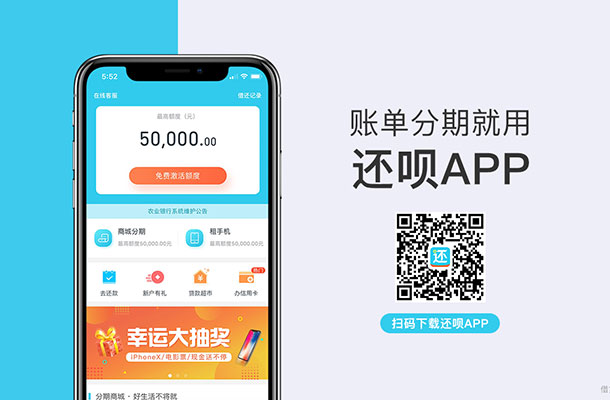 5:52
在线客服
借还记录
最高额度（元）
50,000.00
免费激活额度
农业银行系统维护公告
商城分期
最高额度50,000.00元
租手机
最高额度50,000.00元
去还款
新户有礼
贷款超市
热门
办信用卡
幸运大抽奖
iPhoneX/电影票/现金送不停
分期商城·好生活不将就
账单分期就用
还呗APP
还
扫码下载还呗APP
借